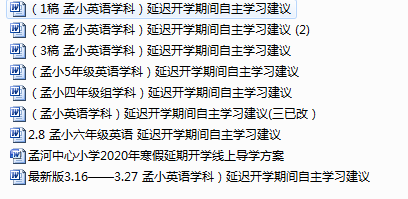 （1稿 孟小英语学科）延迟开学期间自主学习建议
（2稿 孟小英语学科）延迟开学期间自主学习建议 (2)
（3稿 孟小英语学科）延迟开学期间自主学习建议
（孟小5年级英语学科）延迟开学期间自主学习建议
（孟小四年级组学科）延迟开学期间自主学习建议
（孟小英语学科）延迟开学期间自主学习建议(三已改 )
2.8 孟小六年级英语 延迟开学期间自主学习建议
孟河中心小学2020年寒假延期开学线上导学方案
最新版3.16——3.27 孟小英语学科）延迟开学期间自主学习建议